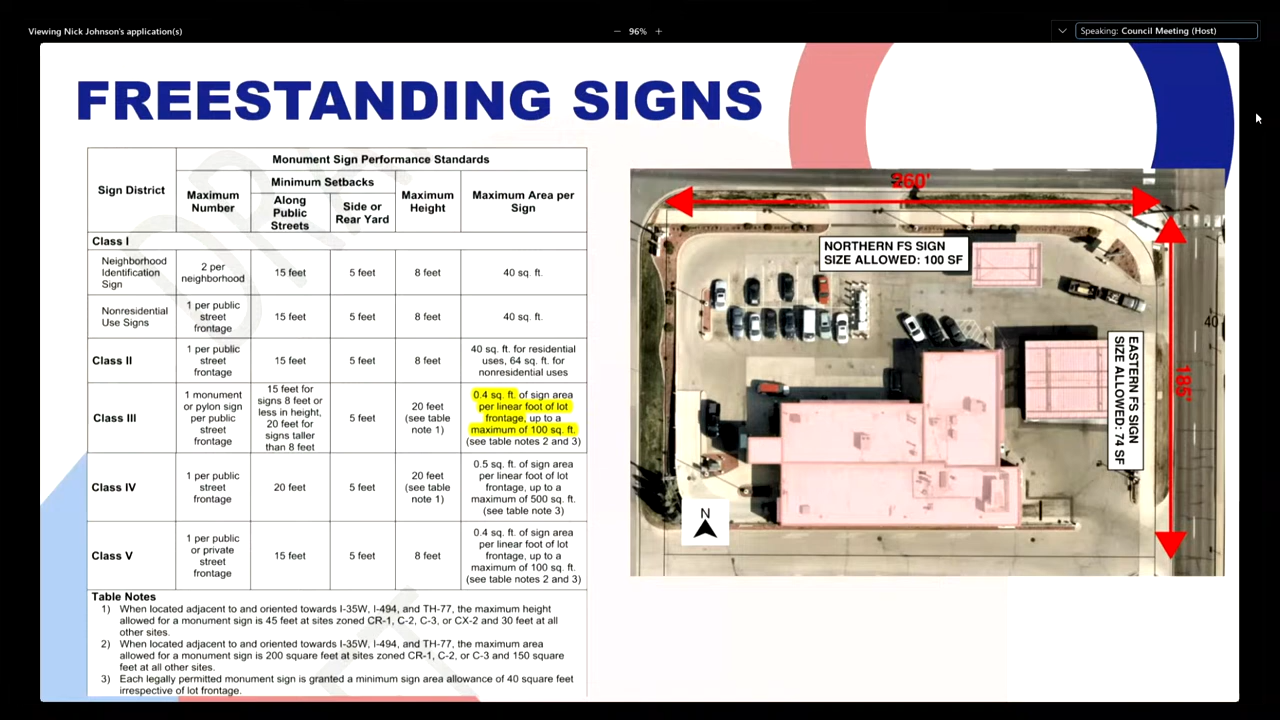 Viewing Nick Johnson's application(s)
96%
Speaking: Council Meeting (Host)
FREESTANDING SIGNS
Sign District
Monument Sign Performance Standards
Maximum
Number
Minimum Setbacks
Along
Public
Streets
Side or
Rear Yard
Maximum
Height
Maximum Area per
Sign
Class I
Neighborhood
Identification
Sign
2 per
neighborhood
15 feet
5 feet
8 feet
40 sq. ft.
Nonresidential
Use Signs
1 per public
street
frontage
15 feet
5 feet
8 feet
40 sq. ft.
Class II
1 per public
street
frontage
15 feet
5 feet
8 feet
40 sq. ft. for residential
uses, 64 sq. ft. for
nonresidential uses
Class III
1 monument
or pylon sign
per public
street
frontage
15 feet for
signs 8 feet or
less in height,
20 feet for
signs taller
than 8 feet
5 feet
20 feet
(see table
note 1)
0.4 sq. ft. of sign area
per linear foot of lot
frontage, up to a
maximum of 100 sq. ft.
(see table notes 2 and 3)
Class IV
1 per public
street
frontage
20 feet
5 feet
20 feet
(see table
note 1)
0.5 sq. ft. of sign area
per linear foot of lot
frontage, up to a
maximum of 500 sq. ft.
(see table note 3)
Class V
1 per public
or private
street
frontage
15 feet
5 feet
8 feet
0.4 sq. ft. of sign area
per linear foot of lot
frontage, up to a
maximum of 100 sq. ft.
(see table notes 2 and 3)
Table Notes
1) When located adjacent to and oriented towards I-35W, I-494, and TH-77, the maximum height
allowed for a monument sign is 45 feet at sites zoned CR-1, C-2, C-3, or CX-2 and 30 feet at all
other sites.
2) When located adjacent to and oriented towards I-35W, I-494, and TH-77, the maximum area
allowed for a monument sign is 200 square feet at sites zoned CR-1, C-2, or C-3 and 150 square
feet at all other sites.
3) Each legally permitted monument sign is granted a minimum sign area allowance of 40 square feet
irrespective of lot frontage.
260'
NORTHERN FS SIGN
SIZE ALLOWED: 100 SF
EASTERN FS SIGN
SIZE ALLOWED: 74 SF
185'
40
N